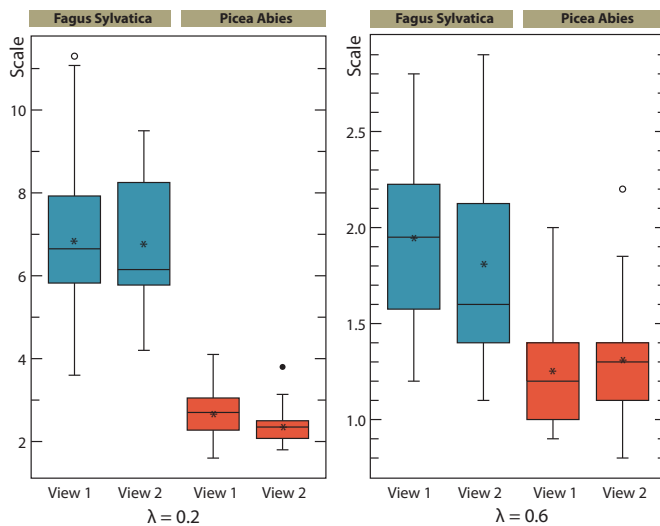 Fagus Sylvatica Picea Abies Fagus Sylvatica Picea Abies
Scale Scale
10
8
6
4
2
2.5
2.0
1.5
1.0
View 1 View 2 View 1 View 2 View 1 View 2 View 1 View 2
λ = 0.2 λ = 0.6